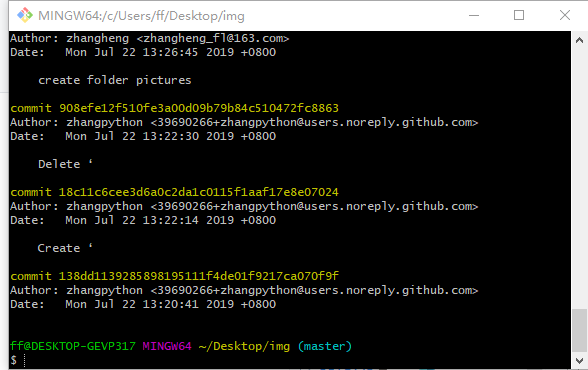 MINGW64:/c/Users/ff/Desktop/img
Author: zhangheng <zhangheng_fl@163.com>
Date:   Mon Jul 22 13:26:45 2019 +0800
create folder pictures
commit 908efe12f510fe3a00d09b79b84c510472fc8863
Author: zhangpython <39690266+zhangpython@users.noreply.github.com>
Date:   Mon Jul 22 13:22:30 2019 +0800
Delete ‘
commit 18c11c6cee3d6a0c2da1c0115f1aaf17e8e07024
Author: zhangpython <39690266+zhangpython@users.noreply.github.com>
Date:   Mon Jul 22 13:22:14 2019 +0800
Create ‘
commit 138dd1139285898195111f4de01f9217ca070f9f
Author: zhangpython <39690266+zhangpython@users.noreply.github.com>
Date:   Mon Jul 22 13:20:41 2019 +0800
ff@DESKTOP-GEVP317 MINGW64 ~/Desktop/img (master)
$